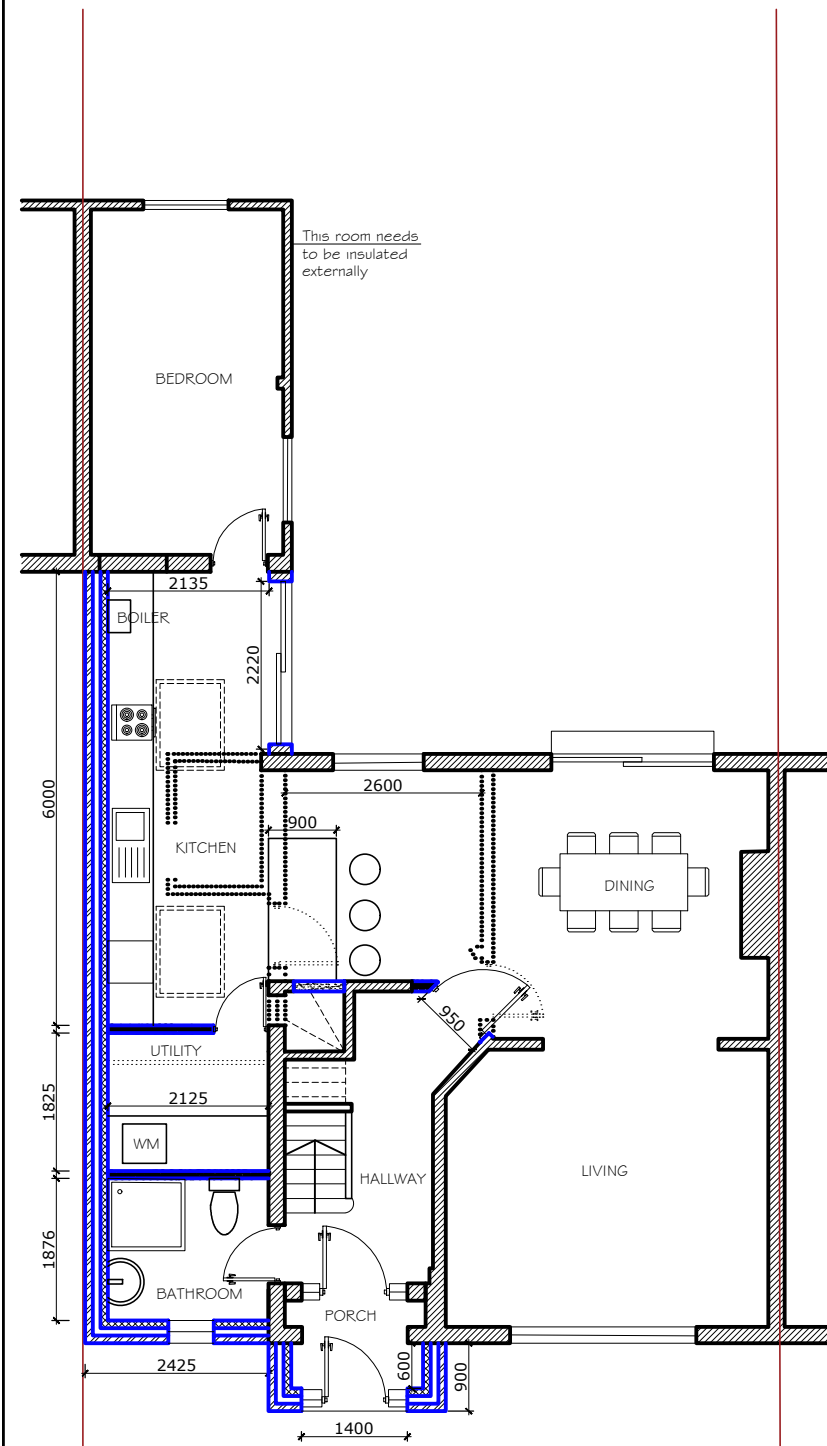 This room needs
to be insulated
externally
BEDROOM
2135
BOILER
2220
6000
2600
900
KITCHEN
DINING
950
UTILITY
1825
2125
WM
HALLWAY
LIVING
1876
BATHROOM
PORCH
2425
600
900
1400